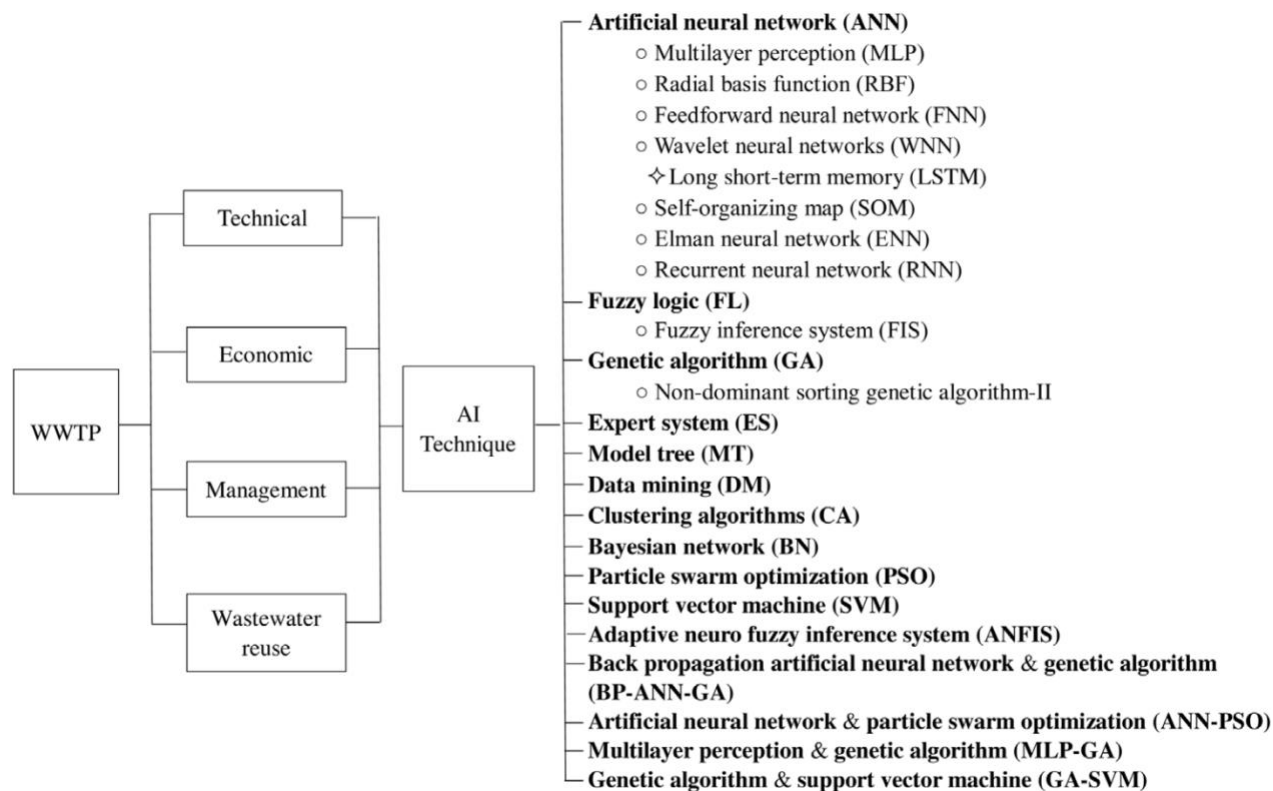 WWTP
Technical
Economic
Management
Wastewater
reuse
AI
Technique
Artificial neural network (ANN)
○ Multilayer perception (MLP)
○ Radial basis function (RBF)
○ Feedforward neural network (FNN)
○ Wavelet neural networks (WNN)
✧ Long short-term memory (LSTM)
○ Self-organizing map (SOM)
○ Elman neural network (ENN)
○ Recurrent neural network (RNN)
Fuzzy logic (FL)
○ Fuzzy inference system (FIS)
Genetic algorithm (GA)
○ Non-dominant sorting genetic algorithm-II
Expert system (ES)
Model tree (MT)
Data mining (DM)
Clustering algorithms (CA)
Bayesian network (BN)
Particle swarm optimization (PSO)
Support vector machine (SVM)
Adaptive neuro fuzzy inference system (ANFIS)
Back propagation artificial neural network & genetic algorithm
(BP-ANN-GA)
Artificial neural network & particle swarm optimization (ANN-PSO)
Multilayer perception & genetic algorithm (MLP-GA)
Genetic algorithm & support vector machine (GA-SVM)